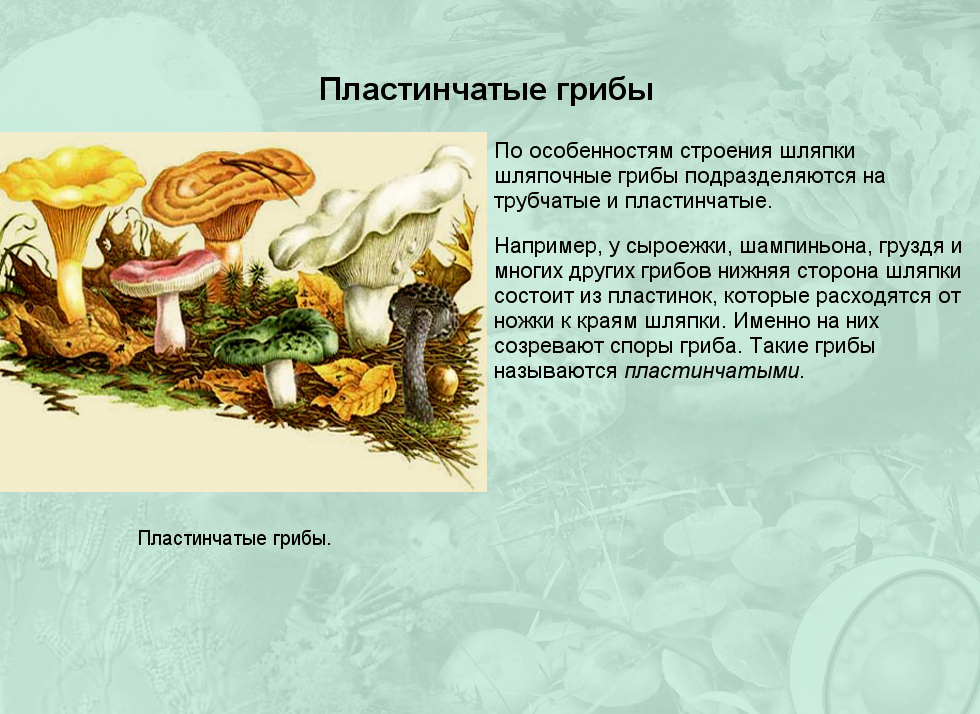 Пластинчатые грибы
По особенностям строения шляпки
шляпочные грибы подразделяются на
трубчатые и пластинчатые.
Например, у сыроежки, шампиньона, груздя и
многих других грибов нижняя сторона шляпки
состоит из пластинок, которые расходятся от
ножки к краям шляпки. Именно на них
созревают споры гриба. Такие грибы
называются пластинчатыми.
Пластинчатые грибы.